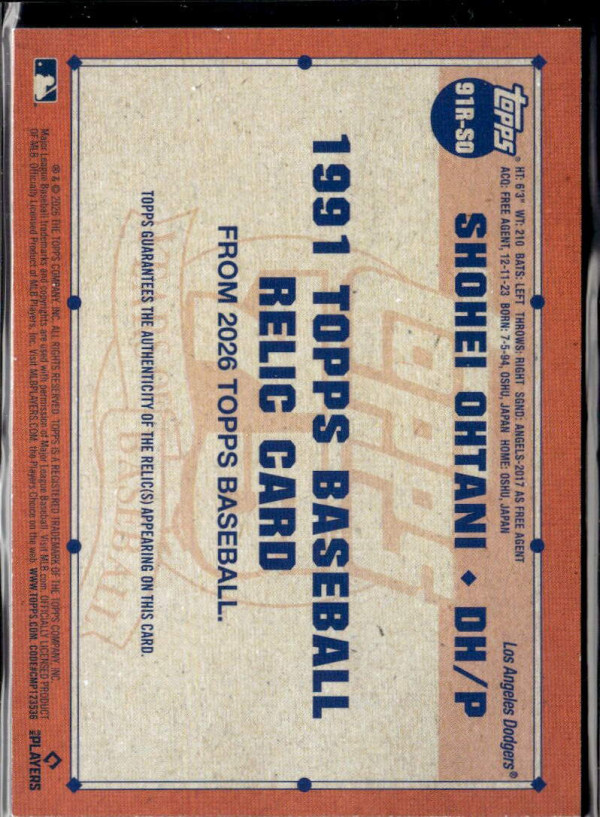 Topps®
91R-SO
HT: 6'3" WT: 210 BATS: LEFT THROWS: RIGHT SGND: ANGELS-2017 AS FREE AGENT
ACQ: FREE AGENT, 12-11-23 BORN: 7-5-94, OSHU, JAPAN HOME: OSHU, JAPAN
Los Angeles Dodgers®
SHOHEI OHTANI ◆ DH/P
1991 TOPPS BASEBALL
RELIC CARD
FROM 2026 TOPPS BASEBALL.
TOPPS GUARANTEES THE AUTHENTICITY OF THE RELIC(S) APPEARING ON THIS CARD.
Topps
40
YEARS OF BASEBALL
® & © 2026 THE TOPPS COMPANY, INC. ALL RIGHTS RESERVED. TOPPS IS A REGISTERED TRADEMARK OF THE TOPPS COMPANY, INC.
Major League Baseball trademarks and copyrights are used with permission of Major League Baseball. Visit MLB.com. OFFICIALLY LICENSED PRODUCT
OF MLB. Officially Licensed Product of MLB Players, Inc. Visit MLBPLAYERS.COM, the Players Choice on the web. WWW.TOPPS.COM. CODE#CMP123536
MLB PLAYERS